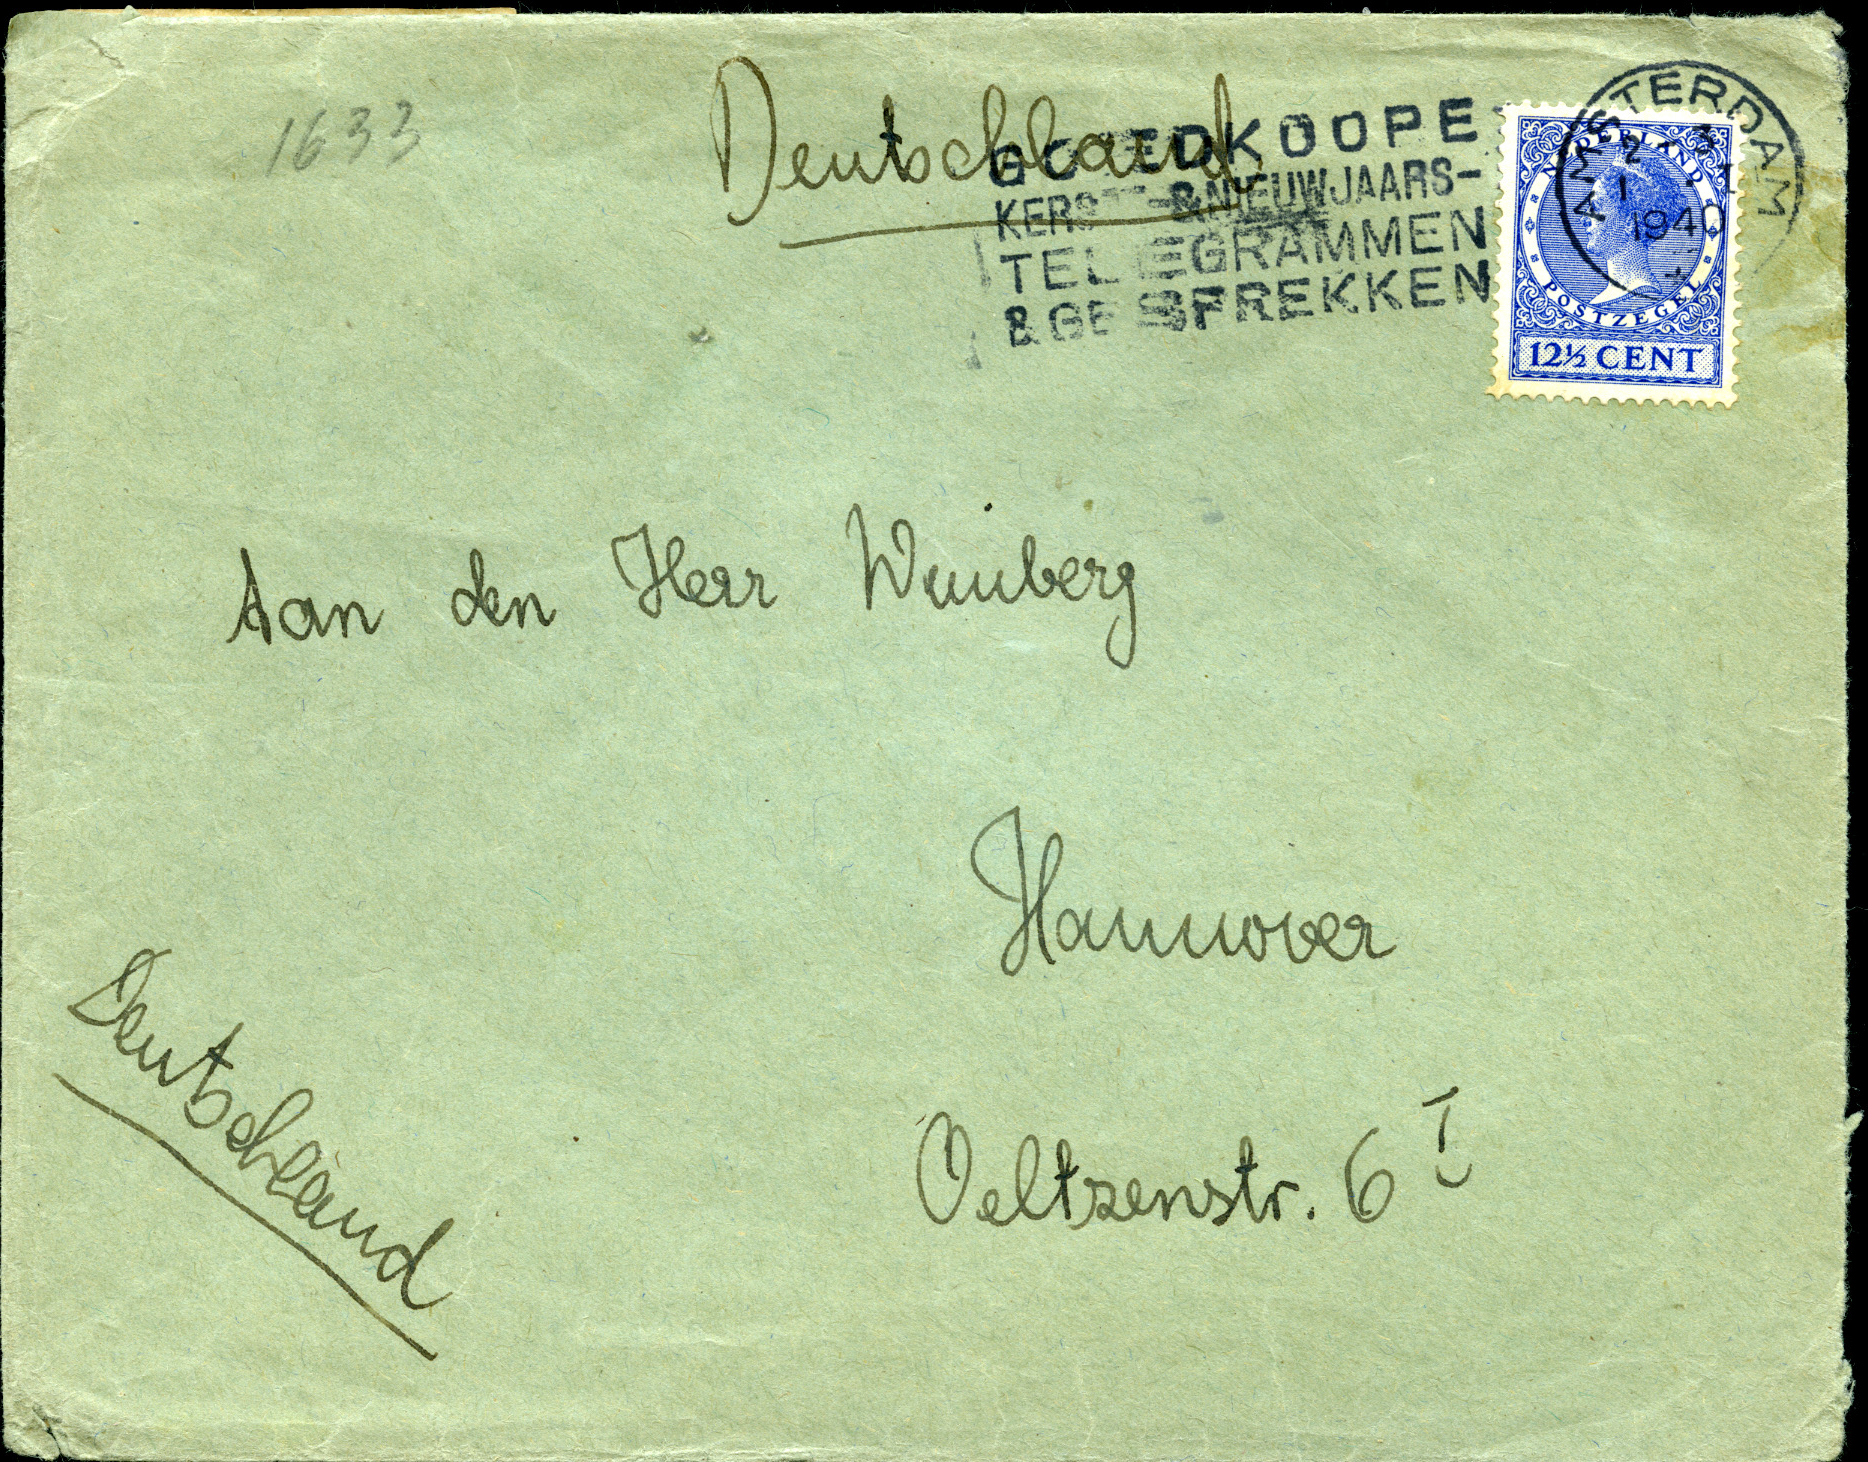 1633
Deutschland
GOEDKOOPE
KERST-&NIEUWJAARS-
TELEGRAMMEN
&GESPREKKEN
AMSTERDAM
1940
NEDERLAND
POSTZEGEL
12½ CENT
Aan den Herr
Hannover
Deutschland
Oeltzenstr. 6 I